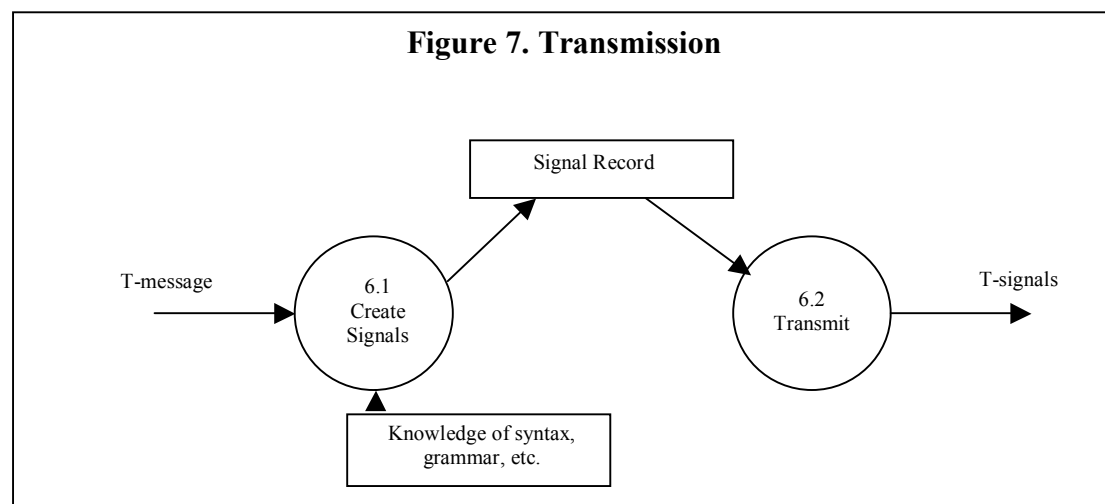 Figure 7. Transmission
Signal Record
T-message
6.1
Create
Signals
6.2
Transmit
T-signals
Knowledge of syntax,
grammar, etc.